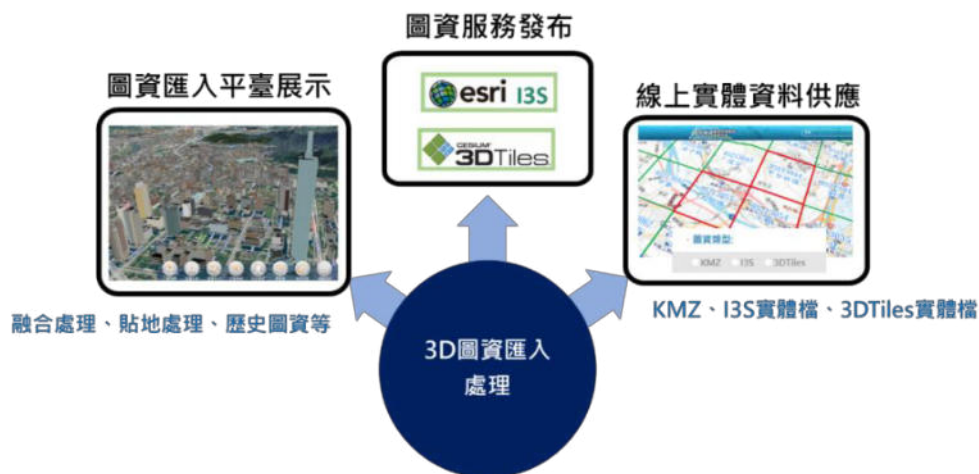 圖資服務發布
esri I3S
CESIUM
3DTiles
圖資匯入平臺展示
融合處理、貼地處理、歷史圖資等
線上實體資料供應
圖資類型:
KMZ I3S 3DTiles
KMZ、I3S實體檔、3DTiles實體檔
3D圖資匯入
處理